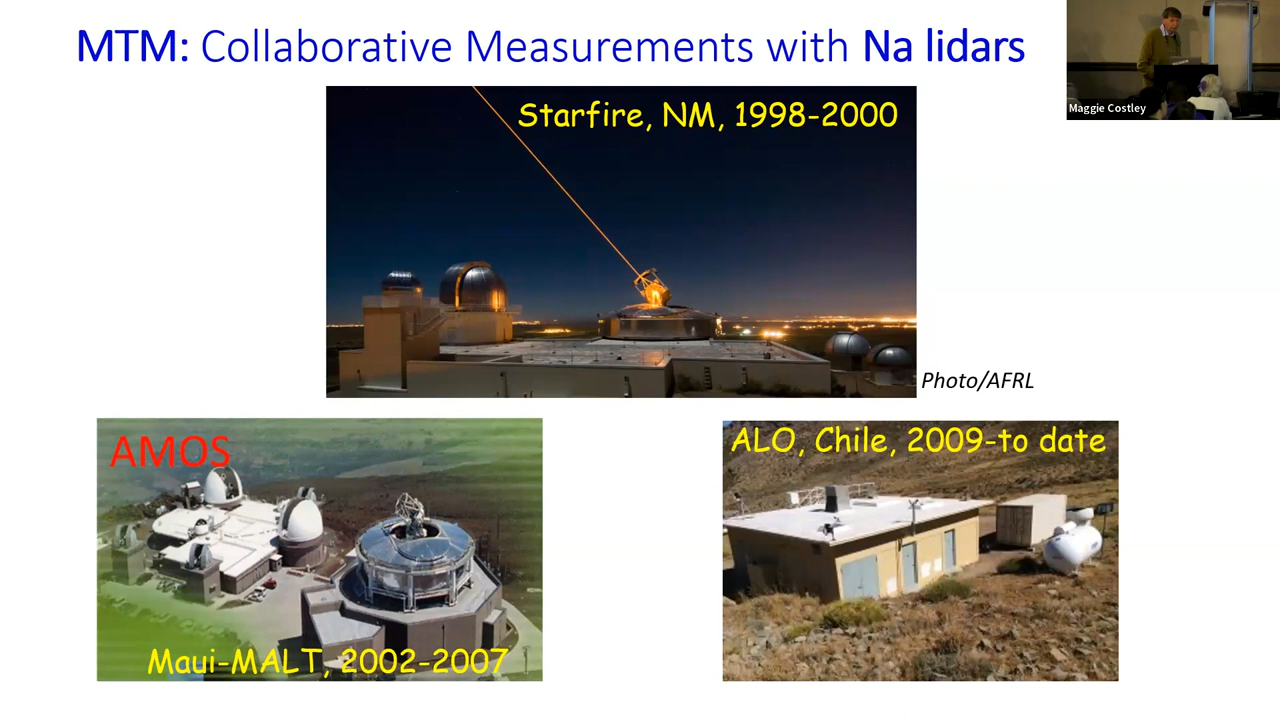 MTM: Collaborative Measurements with Na lidars
Maggie Costley
Starfire, NM, 1998-2000
Photo/AFRL
AMOS
Maui-MALT, 2002-2007
ALO, Chile, 2009-to date